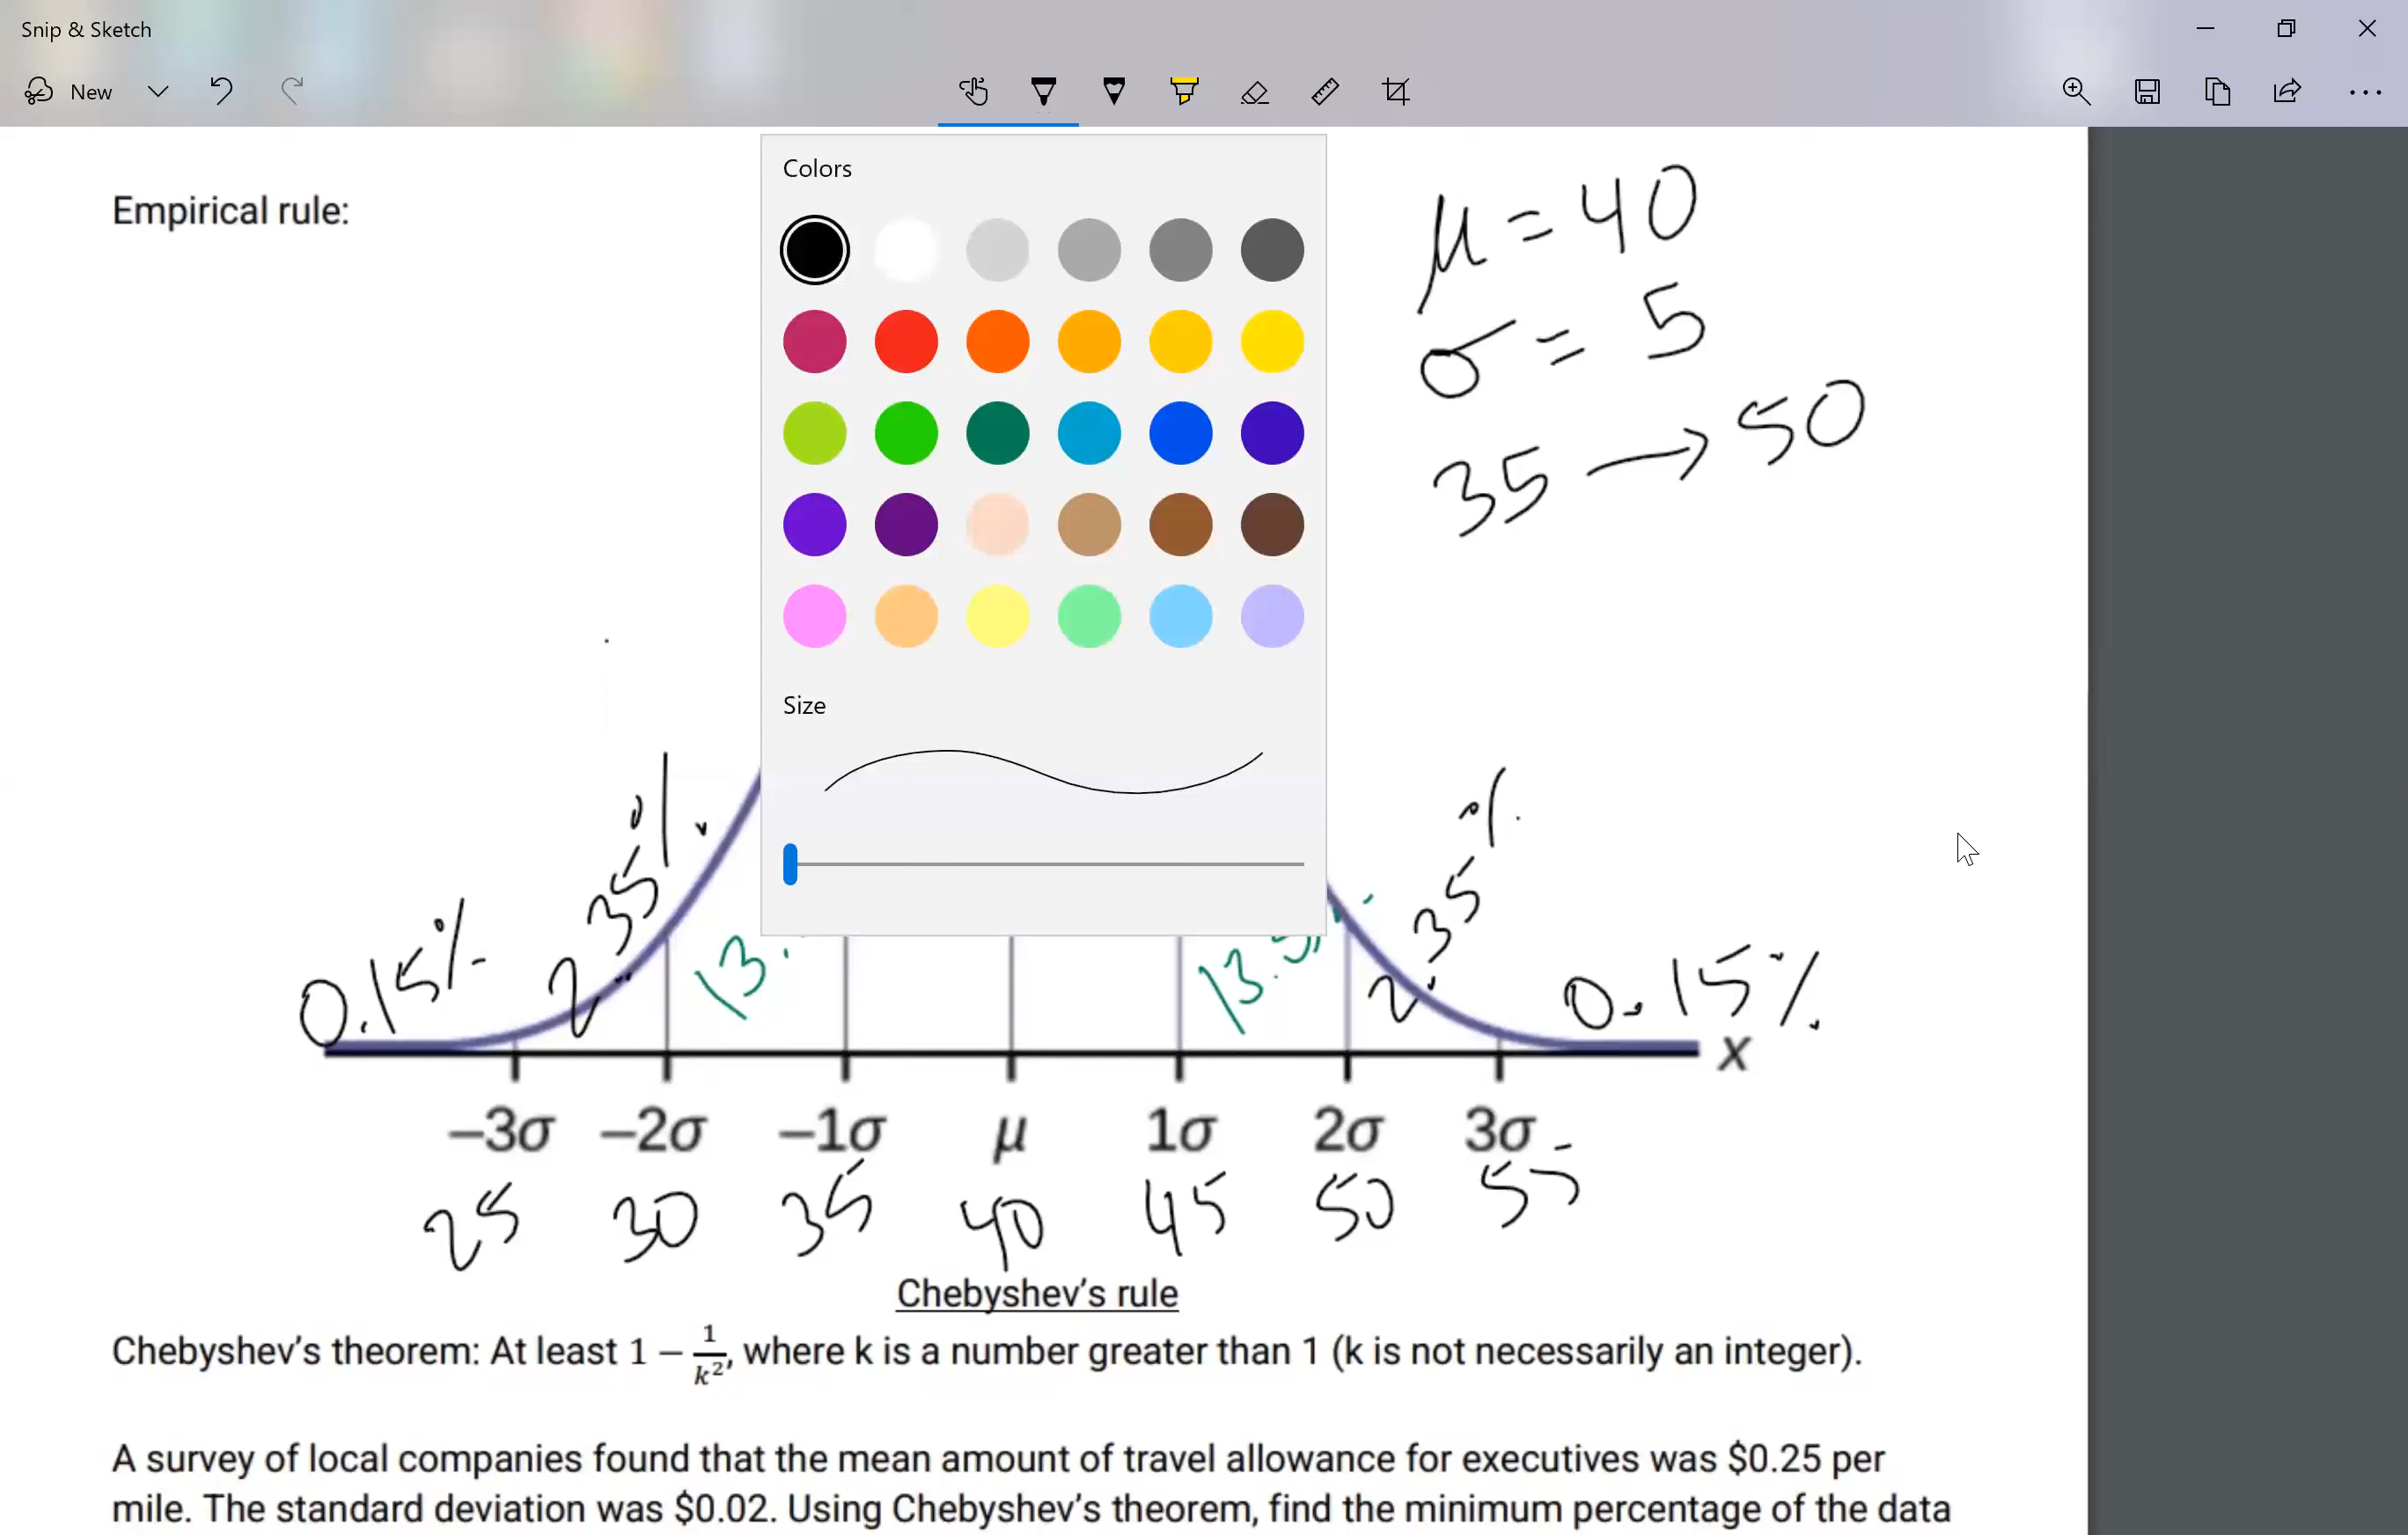 Snip & Sketch
New
Colors
Empirical rule:
μ = 40
σ = 5
35 → 50
Size
0.15%
2.35%
13.
13.5%
2.35%
0.15%
x
−3σ −2σ −1σ μ 1σ 2σ 3σ
25 30 35 40 45 50 55
Chebyshev's rule
Chebyshev's theorem: At least 1 − 1/k², where k is a number greater than 1 (k is not necessarily an integer).
A survey of local companies found that the mean amount of travel allowance for executives was $0.25 per
mile. The standard deviation was $0.02. Using Chebyshev's theorem, find the minimum percentage of the data